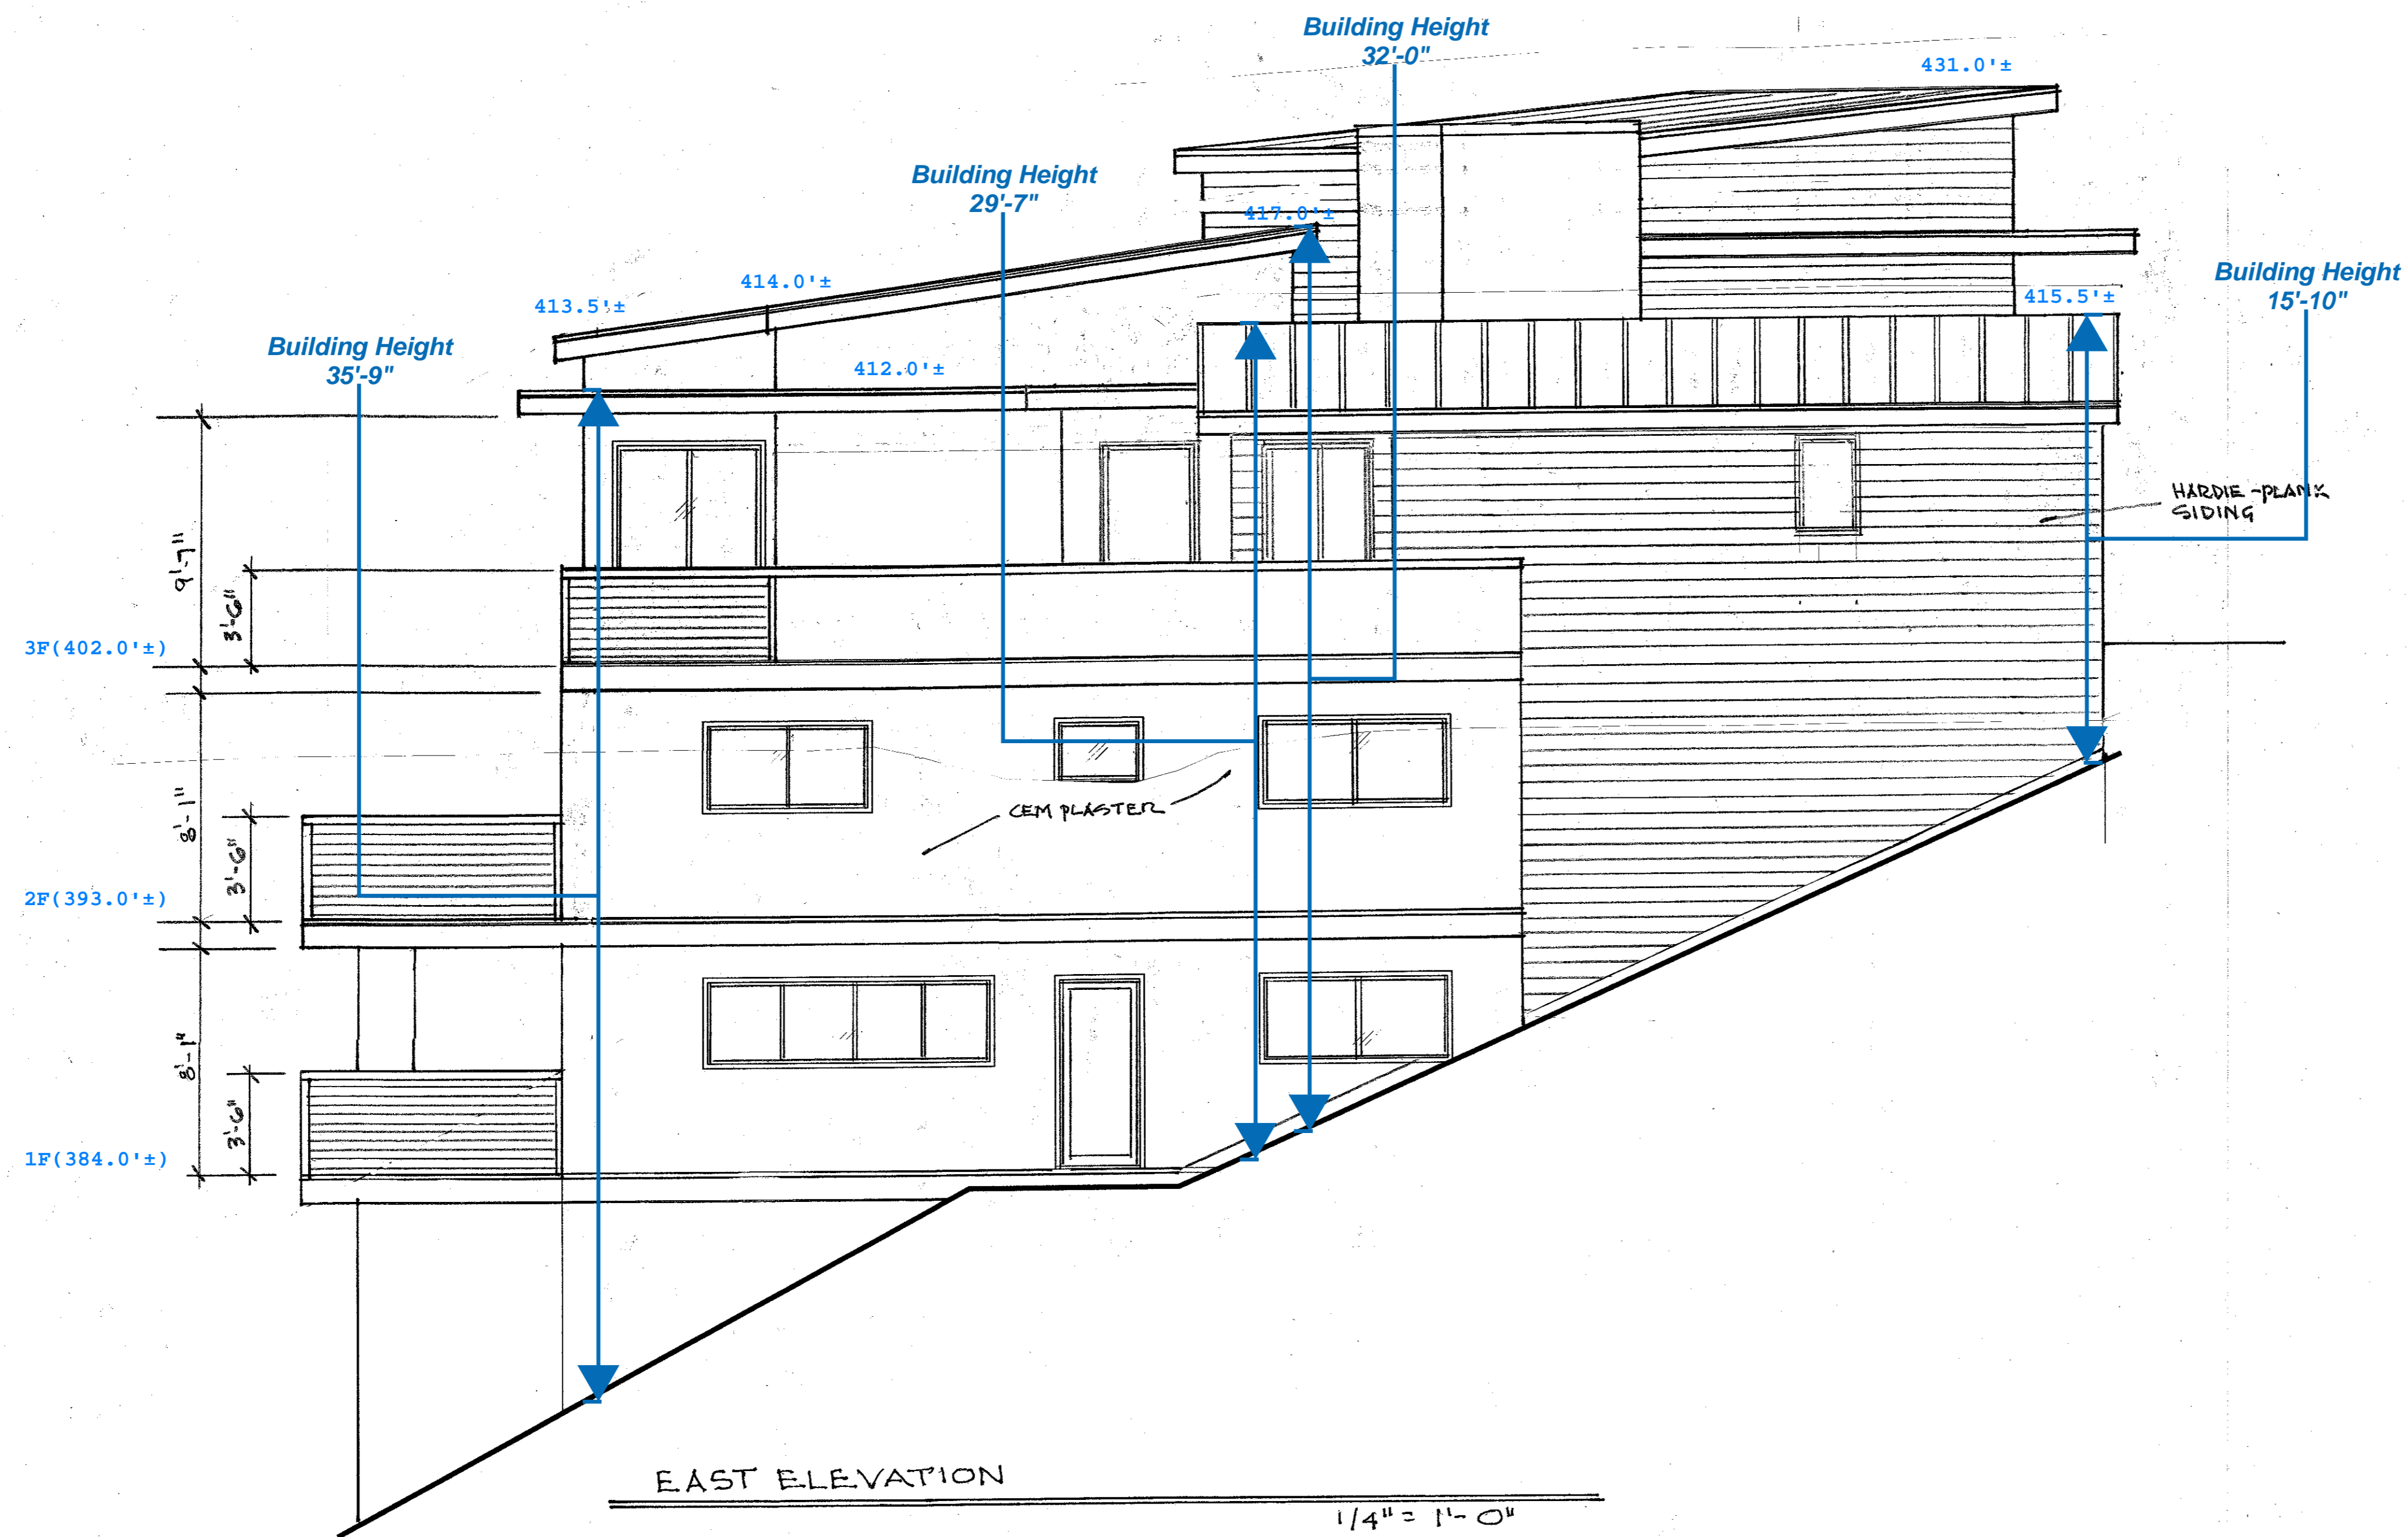 Building Height
32'-0"
431.0'±
Building Height
29'-7"
417.0'±
Building Height
15'-10"
414.0'±
413.5'±
415.5'±
Building Height
35'-9"
412.0'±
HARDIE-PLANK
SIDING
9'-7"
3'-6"
3F(402.0'±)
8'-1"
3'-6"
CEM PLASTER
2F(393.0'±)
8'-1"
3'-6"
1F(384.0'±)
EAST ELEVATION
1/4" = 1'-0"